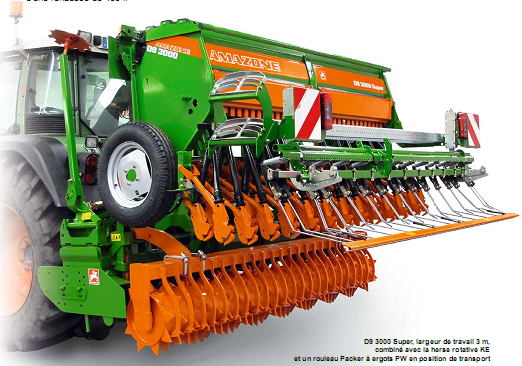 AMAZONE
D9 3000
AMAZONE
D9 3000 Super
D9 3000 Super, largeur de travail 3 m,
combiné avec la herse rotative KE
et un rouleau Packer à ergots PW en position de transport